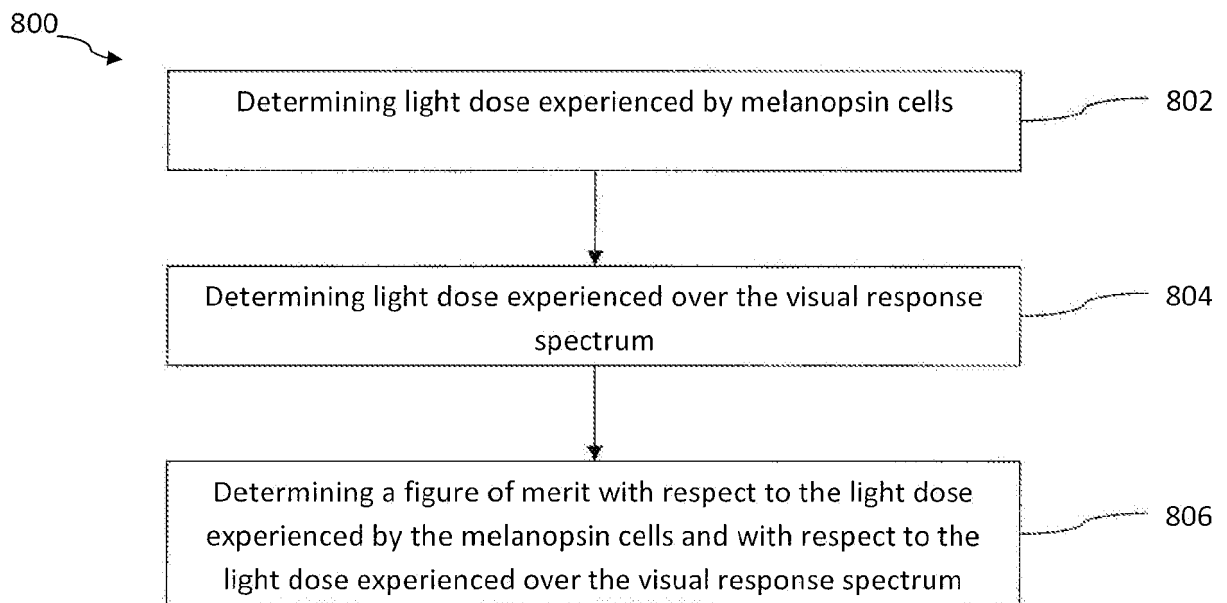 800
Determining light dose experienced by melanopsin cells
802
Determining light dose experienced over the visual response
spectrum
804
Determining a figure of merit with respect to the light dose
experienced by the melanopsin cells and with respect to the
light dose experienced over the visual response spectrum
806